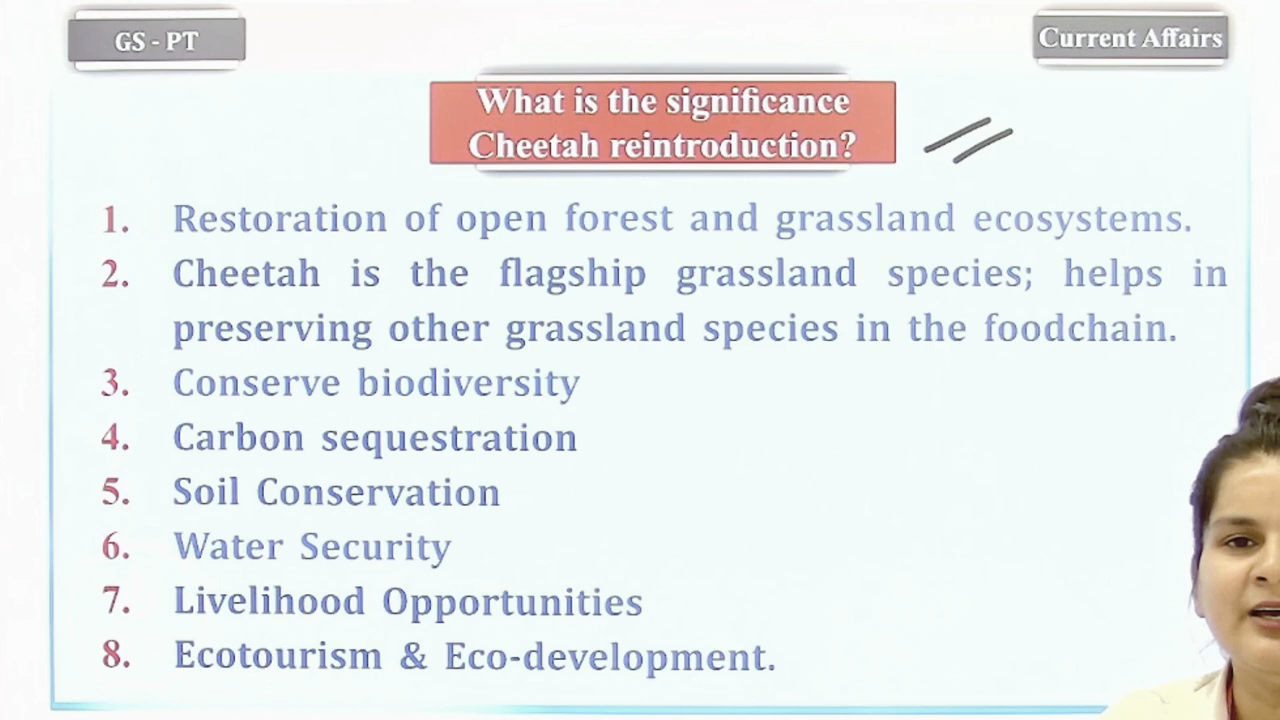 GS - PT
Current Affairs
What is the significance
Cheetah reintroduction?
1. Restoration of open forest and grassland ecosystems.
2. Cheetah is the flagship grassland species; helps in
preserving other grassland species in the foodchain.
3. Conserve biodiversity
4. Carbon sequestration
5. Soil Conservation
6. Water Security
7. Livelihood Opportunities
8. Ecotourism & Eco-development.